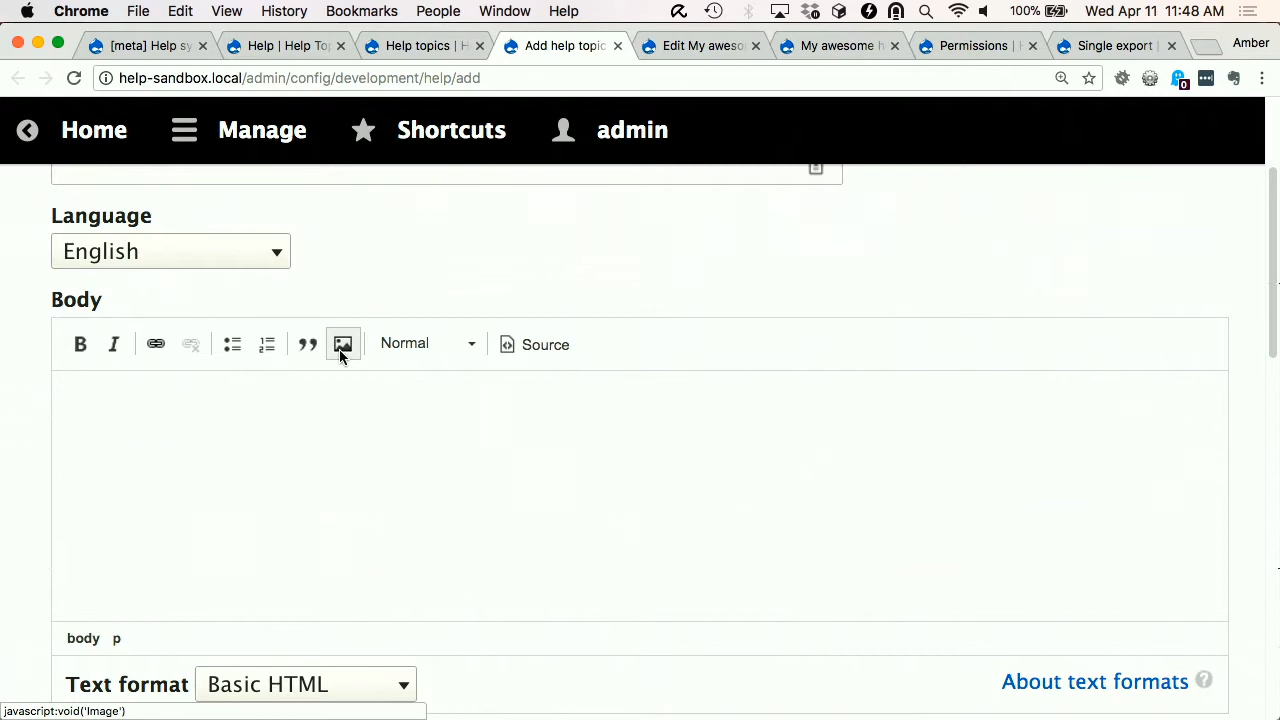 Chrome File Edit View History Bookmarks People Window Help 100% Wed Apr 11 11:48 AM
[meta] Help sy Help | Help To Help topics | H Add help topic Edit My aweso My awesome h Permissions | H Single export | Amber
help-sandbox.local/admin/config/development/help/add 0
Home Manage Shortcuts admin
Language
English
Body
B I Normal Source
body p
Text format Basic HTML About text formats ?
javascript:void('Image')